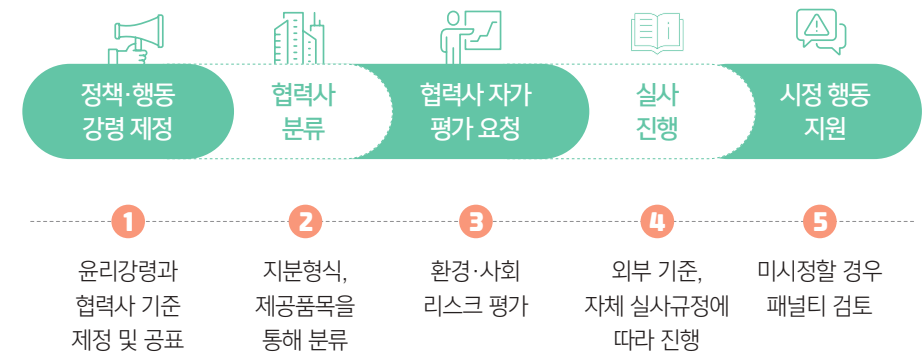 정책·행동
강령 제정
협력사
분류
협력사 자가
평가 요청
실사
진행
시정 행동
지원
1
2
3
4
5
윤리강령과
협력사 기준
제정 및 공표
지분형식,
제공품목을
통해 분류
환경·사회
리스크 평가
외부 기준,
자체 실사규정에
따라 진행
미시정할 경우
패널티 검토